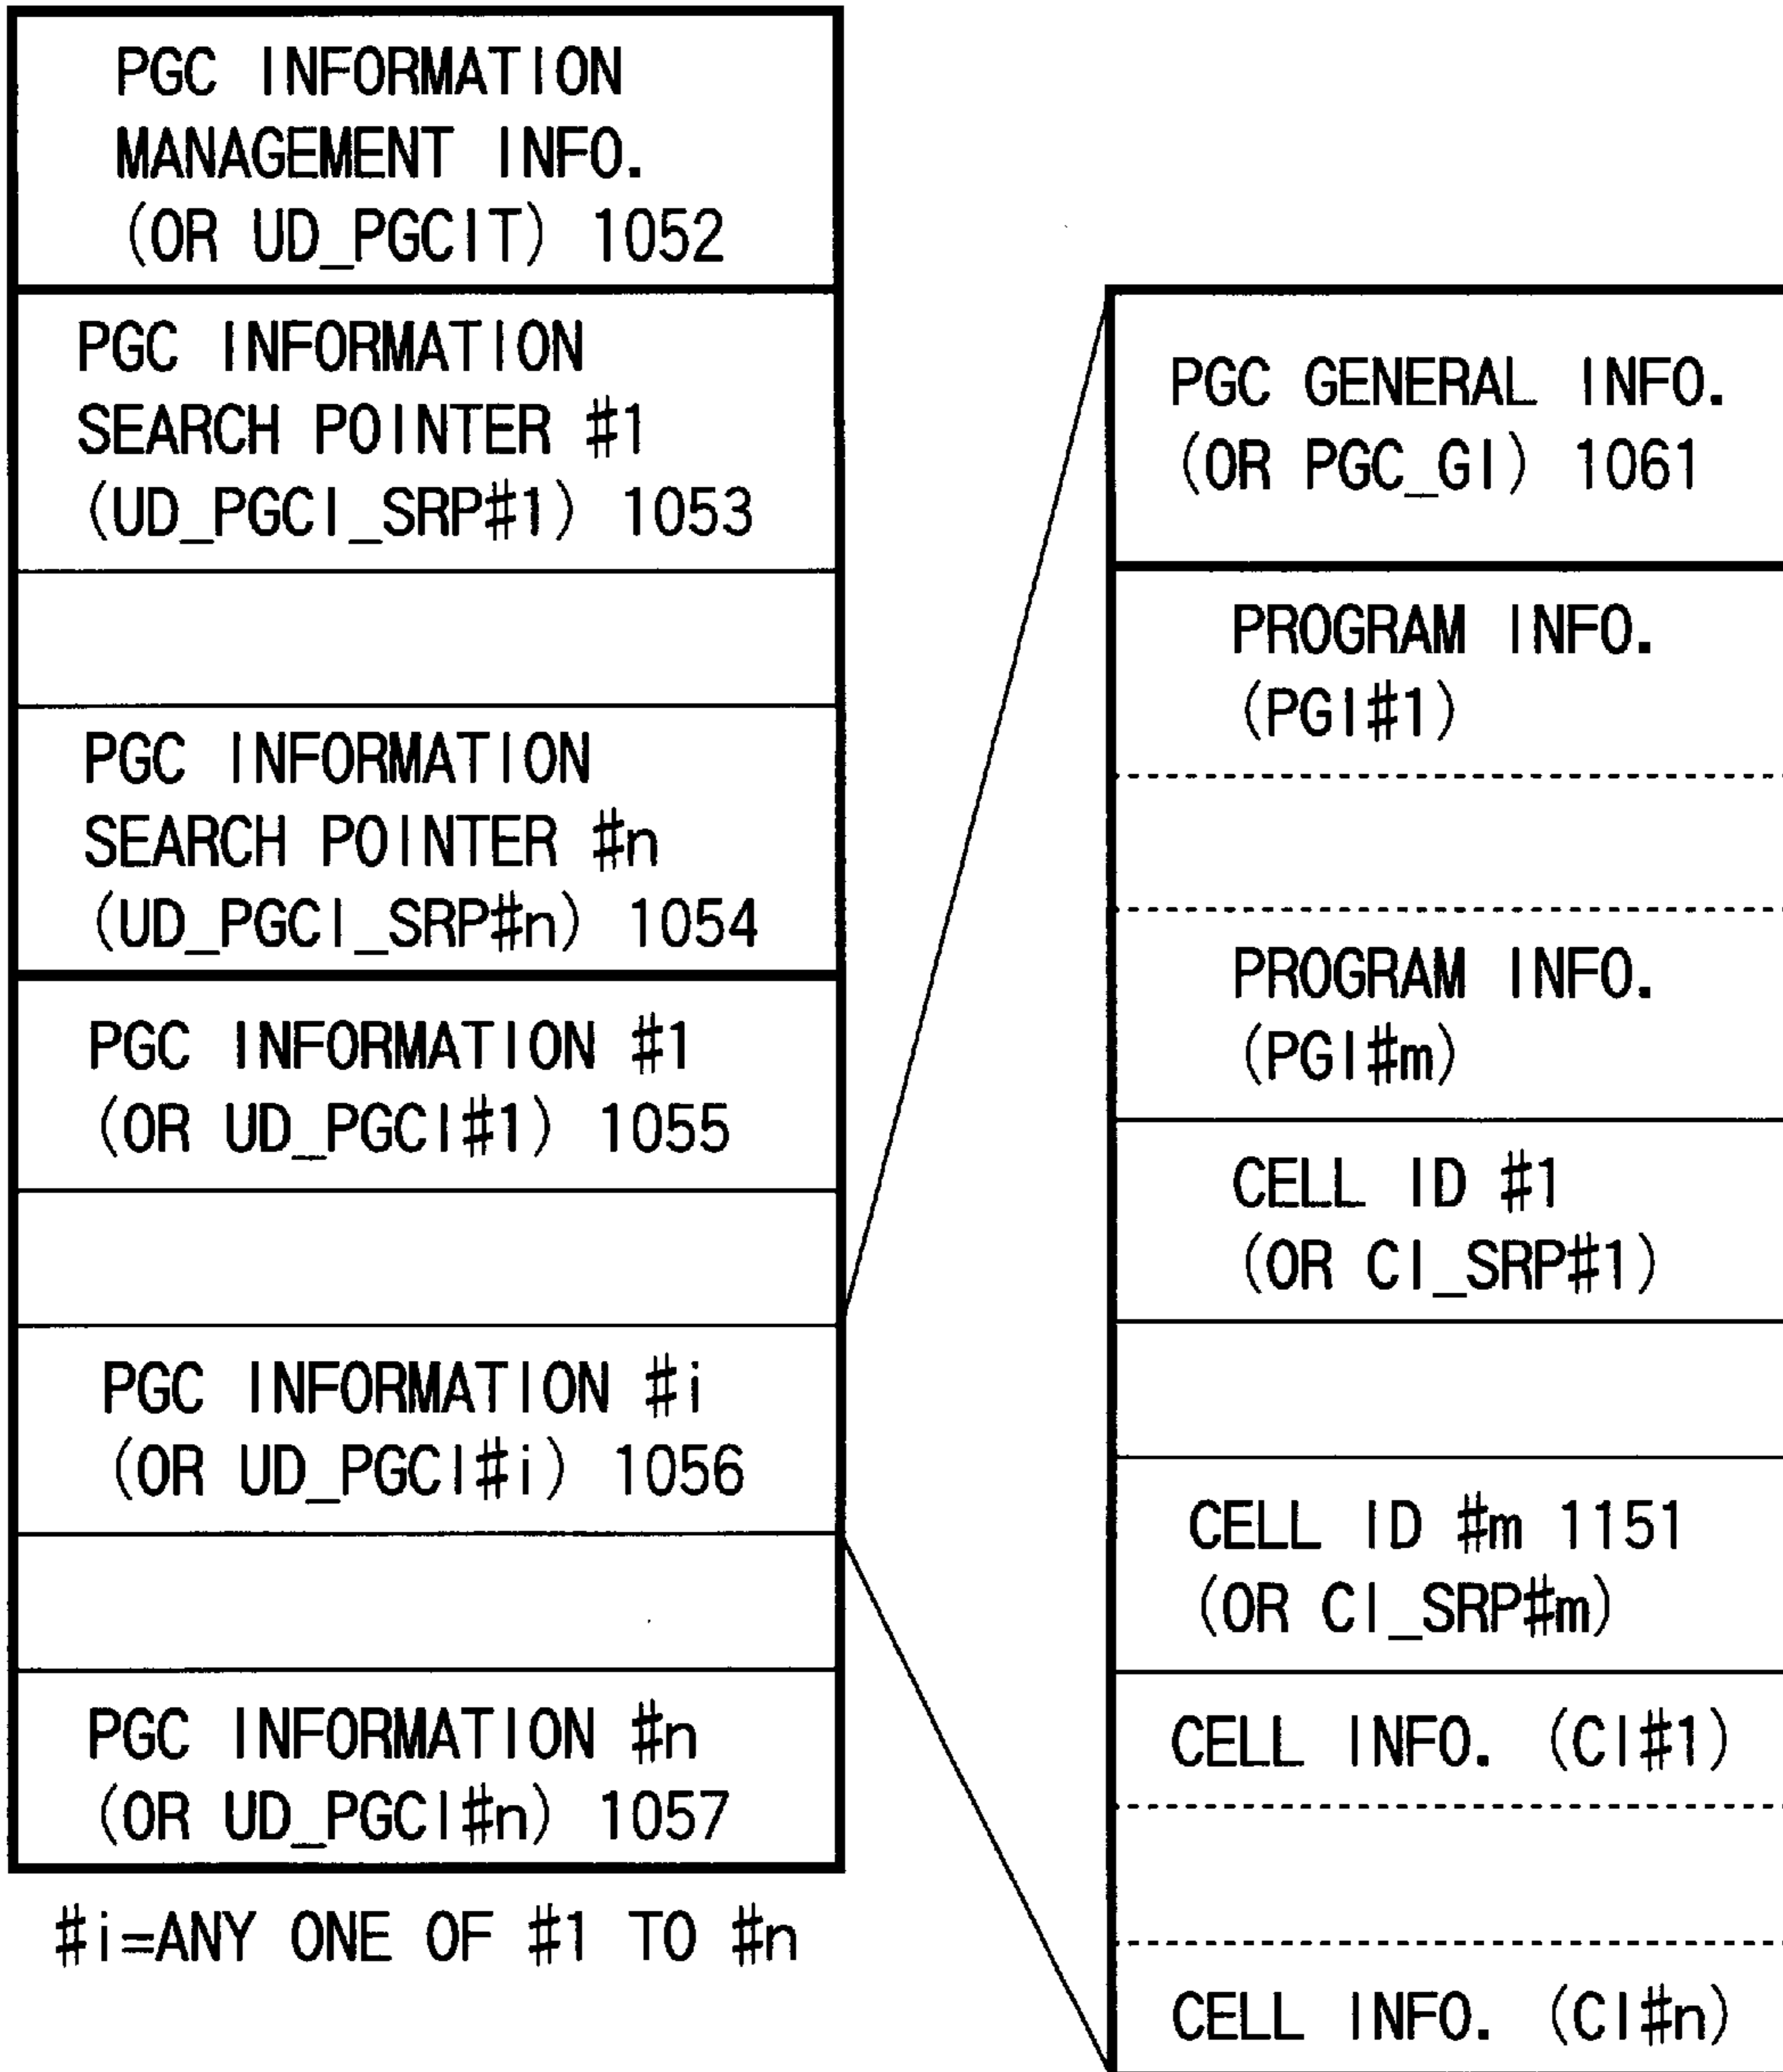 PGC INFORMATION
MANAGEMENT INFO.
(OR UD_PGCIT) 1052
PGC INFORMATION
SEARCH POINTER #1
(UD_PGCI_SRP#1) 1053
PGC INFORMATION
SEARCH POINTER #n
(UD_PGCI_SRP#n) 1054
PGC INFORMATION #1
(OR UD_PGCI#1) 1055
PGC INFORMATION #i
(OR UD_PGCI#i) 1056
PGC INFORMATION #n
(OR UD_PGCI#n) 1057
#i=ANY ONE OF #1 TO #n
PGC GENERAL INFO.
(OR PGC_GI) 1061
PROGRAM INFO.
(PGI#1)
PROGRAM INFO.
(PGI#m)
CELL ID #1
(OR CI_SRP#1)
CELL ID #m 1151
(OR CI_SRP#m)
CELL INFO. (CI#1)
CELL INFO. (CI#n)